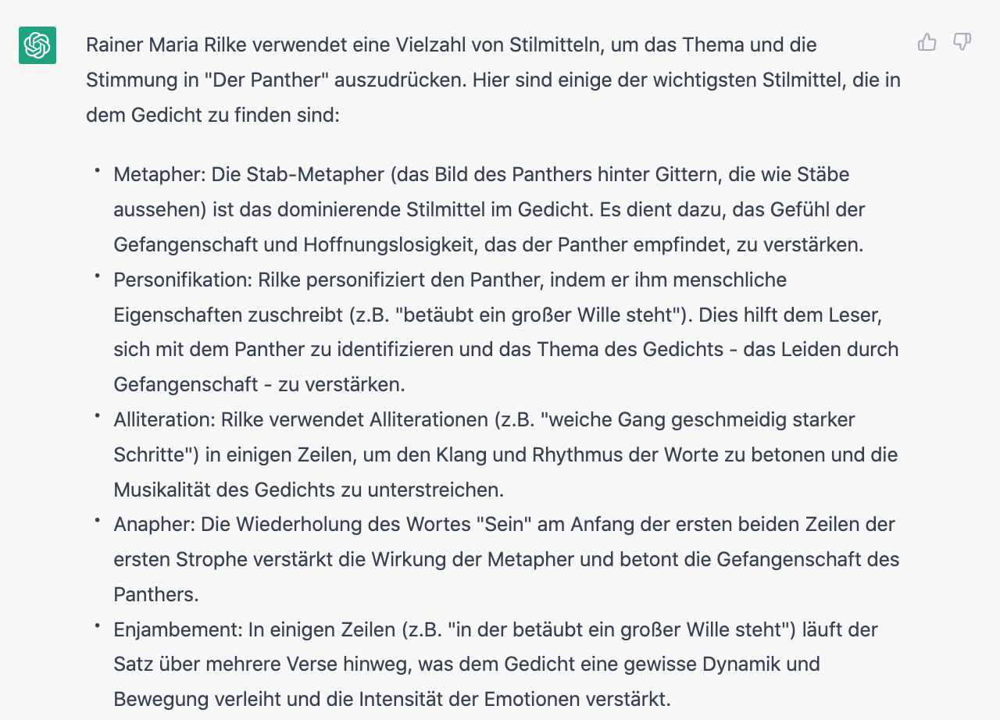 Rainer Maria Rilke verwendet eine Vielzahl von Stilmitteln, um das Thema und die
Stimmung in "Der Panther" auszudrücken. Hier sind einige der wichtigsten Stilmittel, die in
dem Gedicht zu finden sind:
• Metapher: Die Stab-Metapher (das Bild des Panthers hinter Gittern, die wie Stäbe
aussehen) ist das dominierende Stilmittel im Gedicht. Es dient dazu, das Gefühl der
Gefangenschaft und Hoffnungslosigkeit, das der Panther empfindet, zu verstärken.
• Personifikation: Rilke personifiziert den Panther, indem er ihm menschliche
Eigenschaften zuschreibt (z.B. "betäubt ein großer Wille steht"). Dies hilft dem Leser,
sich mit dem Panther zu identifizieren und das Thema des Gedichts - das Leiden durch
Gefangenschaft - zu verstärken.
• Alliteration: Rilke verwendet Alliterationen (z.B. "weiche Gang geschmeidig starker
Schritte") in einigen Zeilen, um den Klang und Rhythmus der Worte zu betonen und die
Musikalität des Gedichts zu unterstreichen.
• Anapher: Die Wiederholung des Wortes "Sein" am Anfang der ersten beiden Zeilen der
ersten Strophe verstärkt die Wirkung der Metapher und betont die Gefangenschaft des
Panthers.
• Enjambement: In einigen Zeilen (z.B. "in der betäubt ein großer Wille steht") läuft der
Satz über mehrere Verse hinweg, was dem Gedicht eine gewisse Dynamik und
Bewegung verleiht und die Intensität der Emotionen verstärkt.